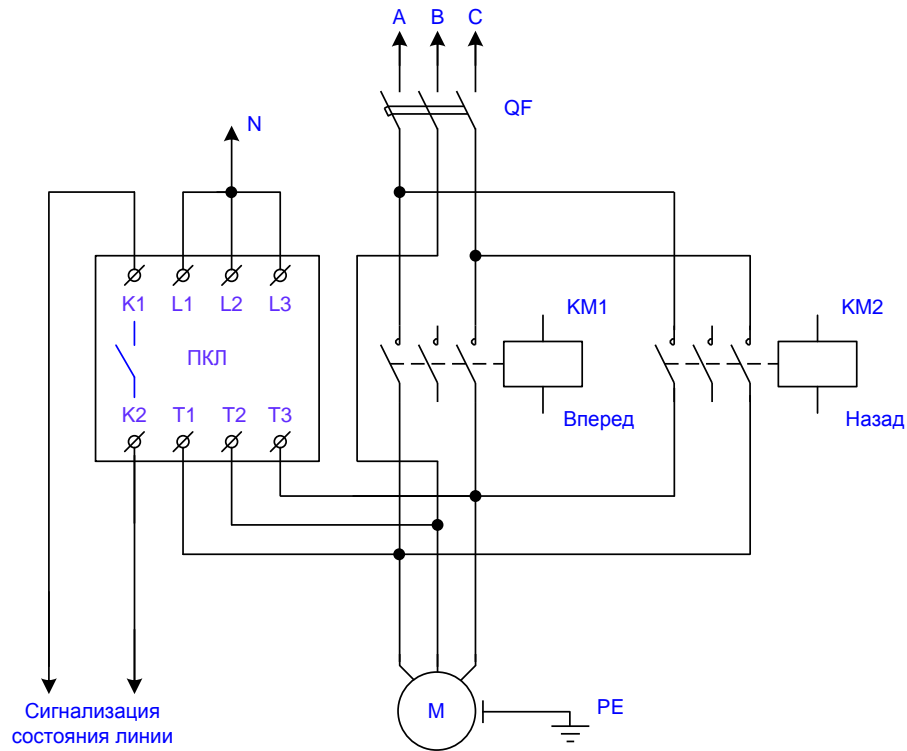 A B C
QF
N
K1 L1 L2 L3
KM1
KM2
ПКЛ
K2 T1 T2 T3
Вперед
Назад
M
PE
Сигнализация
состояния линии